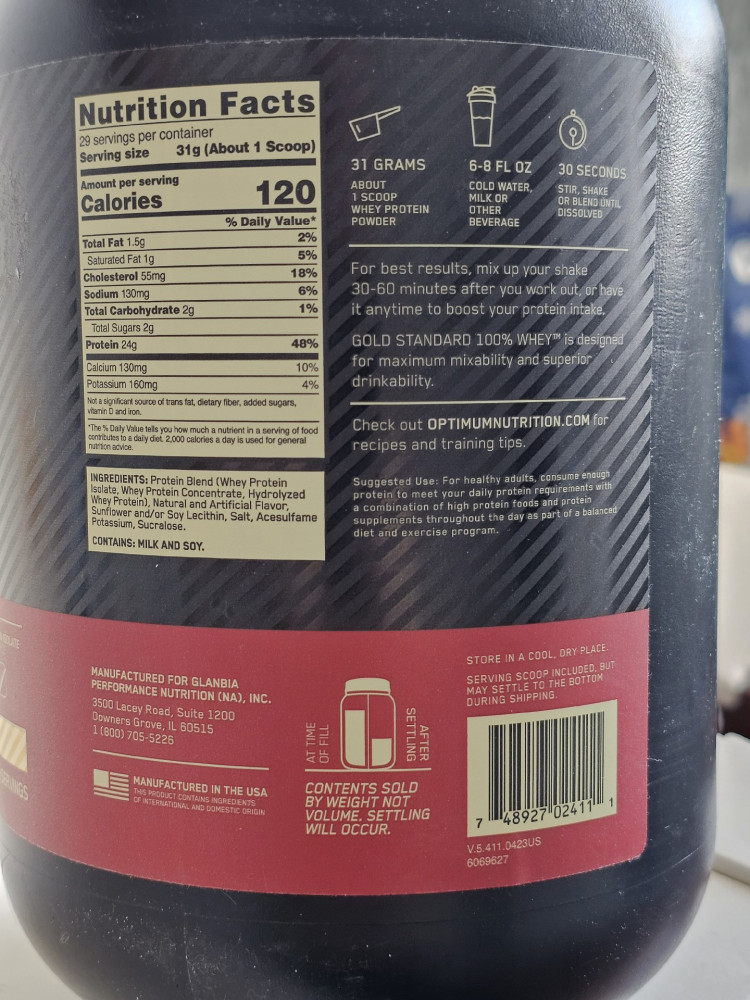 Nutrition Facts
29 servings per container
Serving size 31g (About 1 Scoop)
Amount per serving
Calories 120
% Daily Value*
Total Fat 1.5g 2%
Saturated Fat 1g 5%
Cholesterol 55mg 18%
Sodium 130mg 6%
Total Carbohydrate 2g 1%
Total Sugars 2g
Protein 24g 48%
Calcium 130mg 10%
Potassium 160mg 4%
Not a significant source of trans fat, dietary fiber, added sugars,
vitamin D and iron.
*The % Daily Value tells you how much a nutrient in a serving of food
contributes to a daily diet. 2,000 calories a day is used for general
nutrition advice.
INGREDIENTS: Protein Blend (Whey Protein
Isolate, Whey Protein Concentrate, Hydrolyzed
Whey Protein), Natural and Artificial Flavor,
Sunflower and/or Soy Lecithin, Salt, Acesulfame
Potassium, Sucralose.
CONTAINS: MILK AND SOY.
31 GRAMS
ABOUT
1 SCOOP
WHEY PROTEIN
POWDER
6-8 FL OZ
COLD WATER,
MILK OR
OTHER
BEVERAGE
30 SECONDS
STIR, SHAKE
OR BLEND UNTIL
DISSOLVED
For best results, mix up your shake
30-60 minutes after you work out, or have
it anytime to boost your protein intake.
GOLD STANDARD 100% WHEY™ is designed
for maximum mixability and superior
drinkability.
Check out OPTIMUMNUTRITION.COM for
recipes and training tips.
Suggested Use: For healthy adults, consume enough
protein to meet your daily protein requirements with
a combination of high protein foods and protein
supplements throughout the day as part of a balanced
diet and exercise program.
MANUFACTURED FOR GLANBIA
PERFORMANCE NUTRITION (NA), INC.
3500 Lacey Road, Suite 1200
Downers Grove, IL 60515
1 (800) 705-5226
MANUFACTURED IN THE USA
THIS PRODUCT CONTAINS INGREDIENTS
OF INTERNATIONAL AND DOMESTIC ORIGIN
AT TIME
OF FILL
AFTER
SETTLING
CONTENTS SOLD
BY WEIGHT NOT
VOLUME. SETTLING
WILL OCCUR.
STORE IN A COOL, DRY PLACE.
SERVING SCOOP INCLUDED, BUT
MAY SETTLE TO THE BOTTOM
DURING SHIPPING.
7 48927 02411 1
V.5.411.0423US
6069627